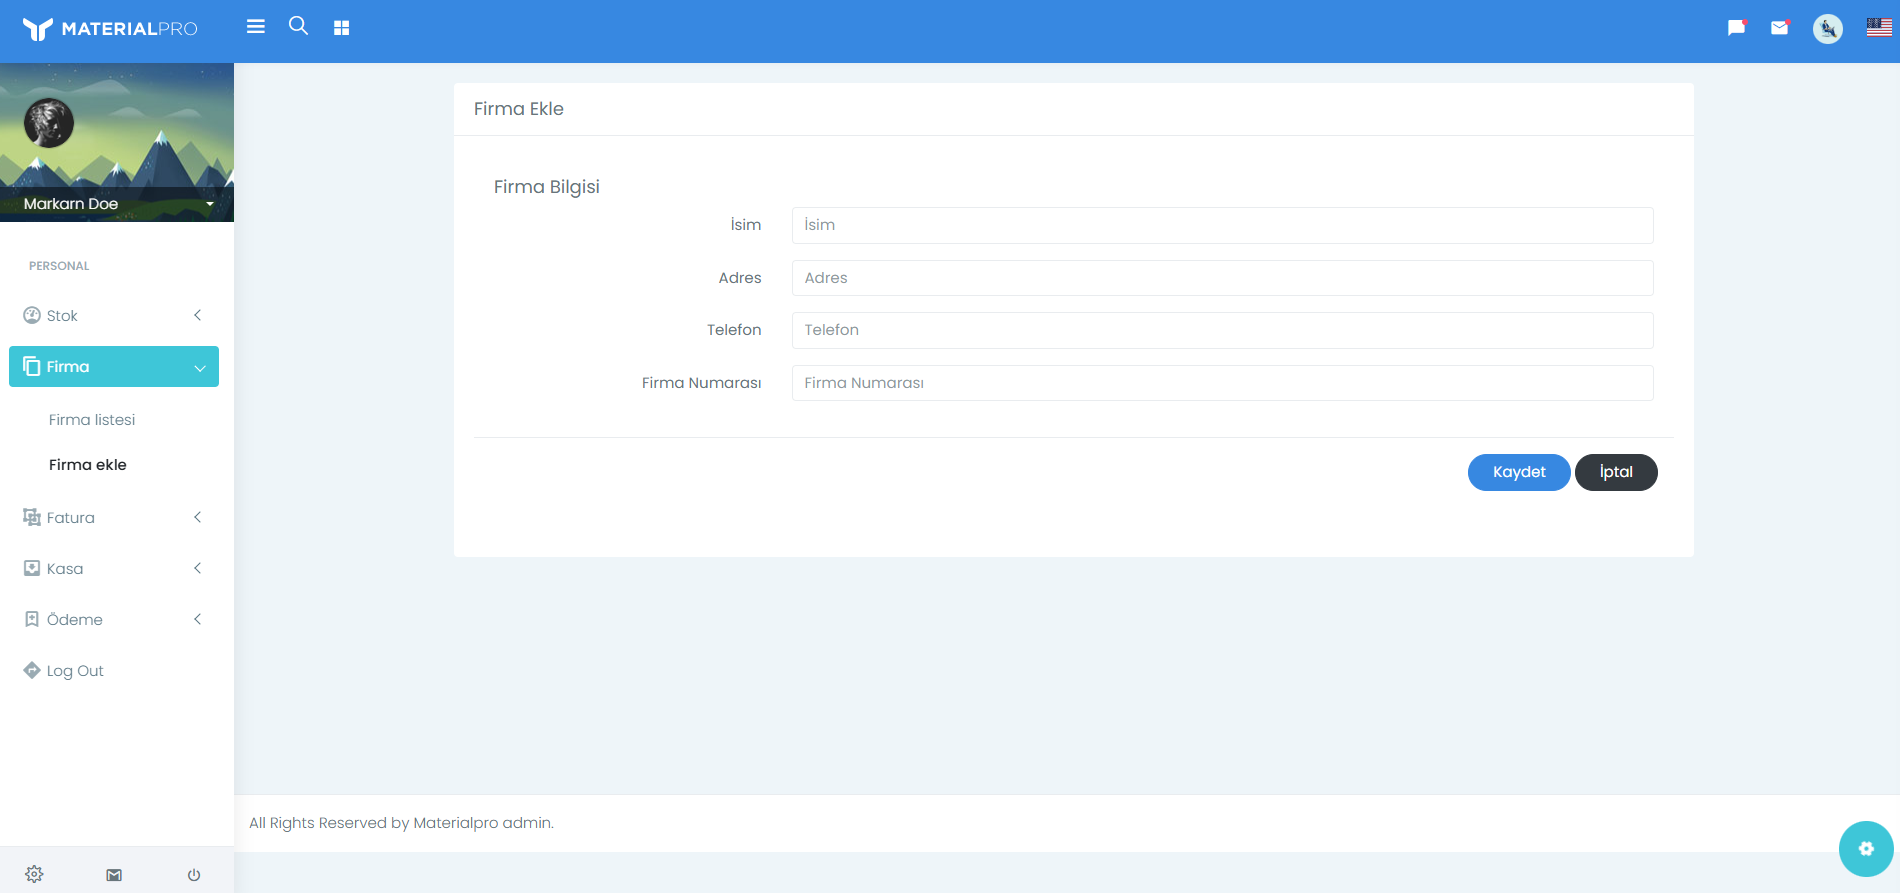 MATERIALPRO
Markarn Doe
PERSONAL
Stok
Firma
Firma listesi
Firma ekle
Fatura
Kasa
Ödeme
Log Out
Firma Ekle
Firma Bilgisi
İsim İsim
Adres Adres
Telefon Telefon
Firma Numarası Firma Numarası
Kaydet İptal
All Rights Reserved by Materialpro admin.